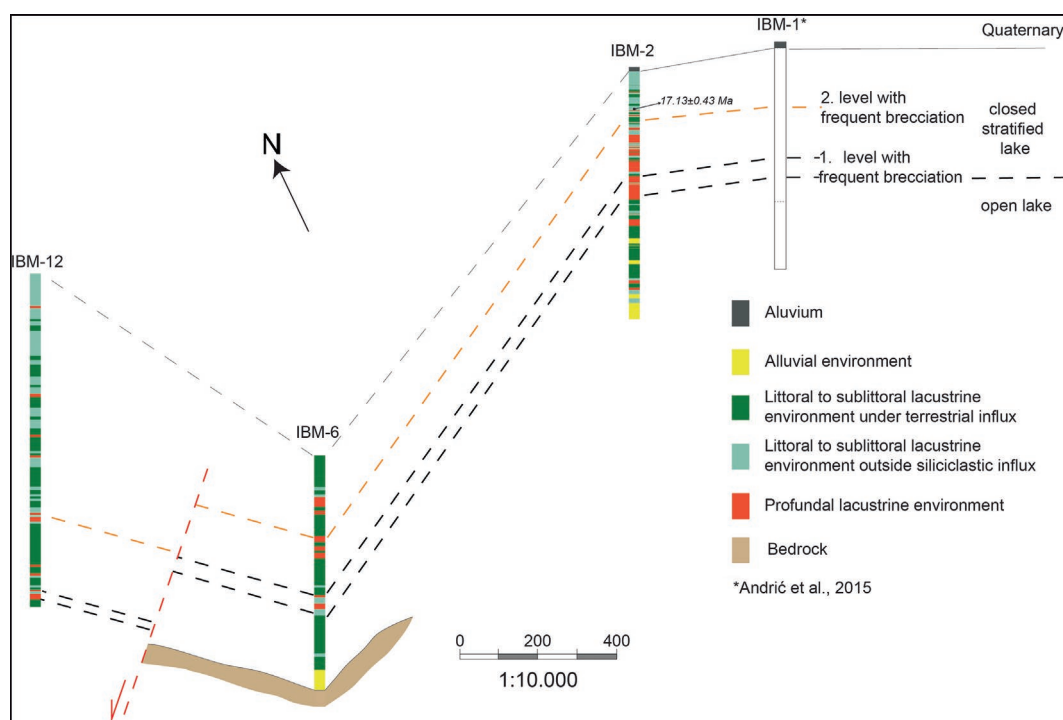 IBM-1*
Quaternary
IBM-2
17.13±0.43 Ma
2. level with
frequent brecciation
closed
stratified
lake
1. level with
frequent brecciation
open lake
N
IBM-12
IBM-6
Aluvium
Alluvial environment
Littoral to sublittoral lacustrine
environment under terrestrial influx
Littoral to sublittoral lacustrine
environment outside siliciclastic influx
Profundal lacustrine environment
Bedrock
*Andrić et al., 2015
0 200 400
1:10.000